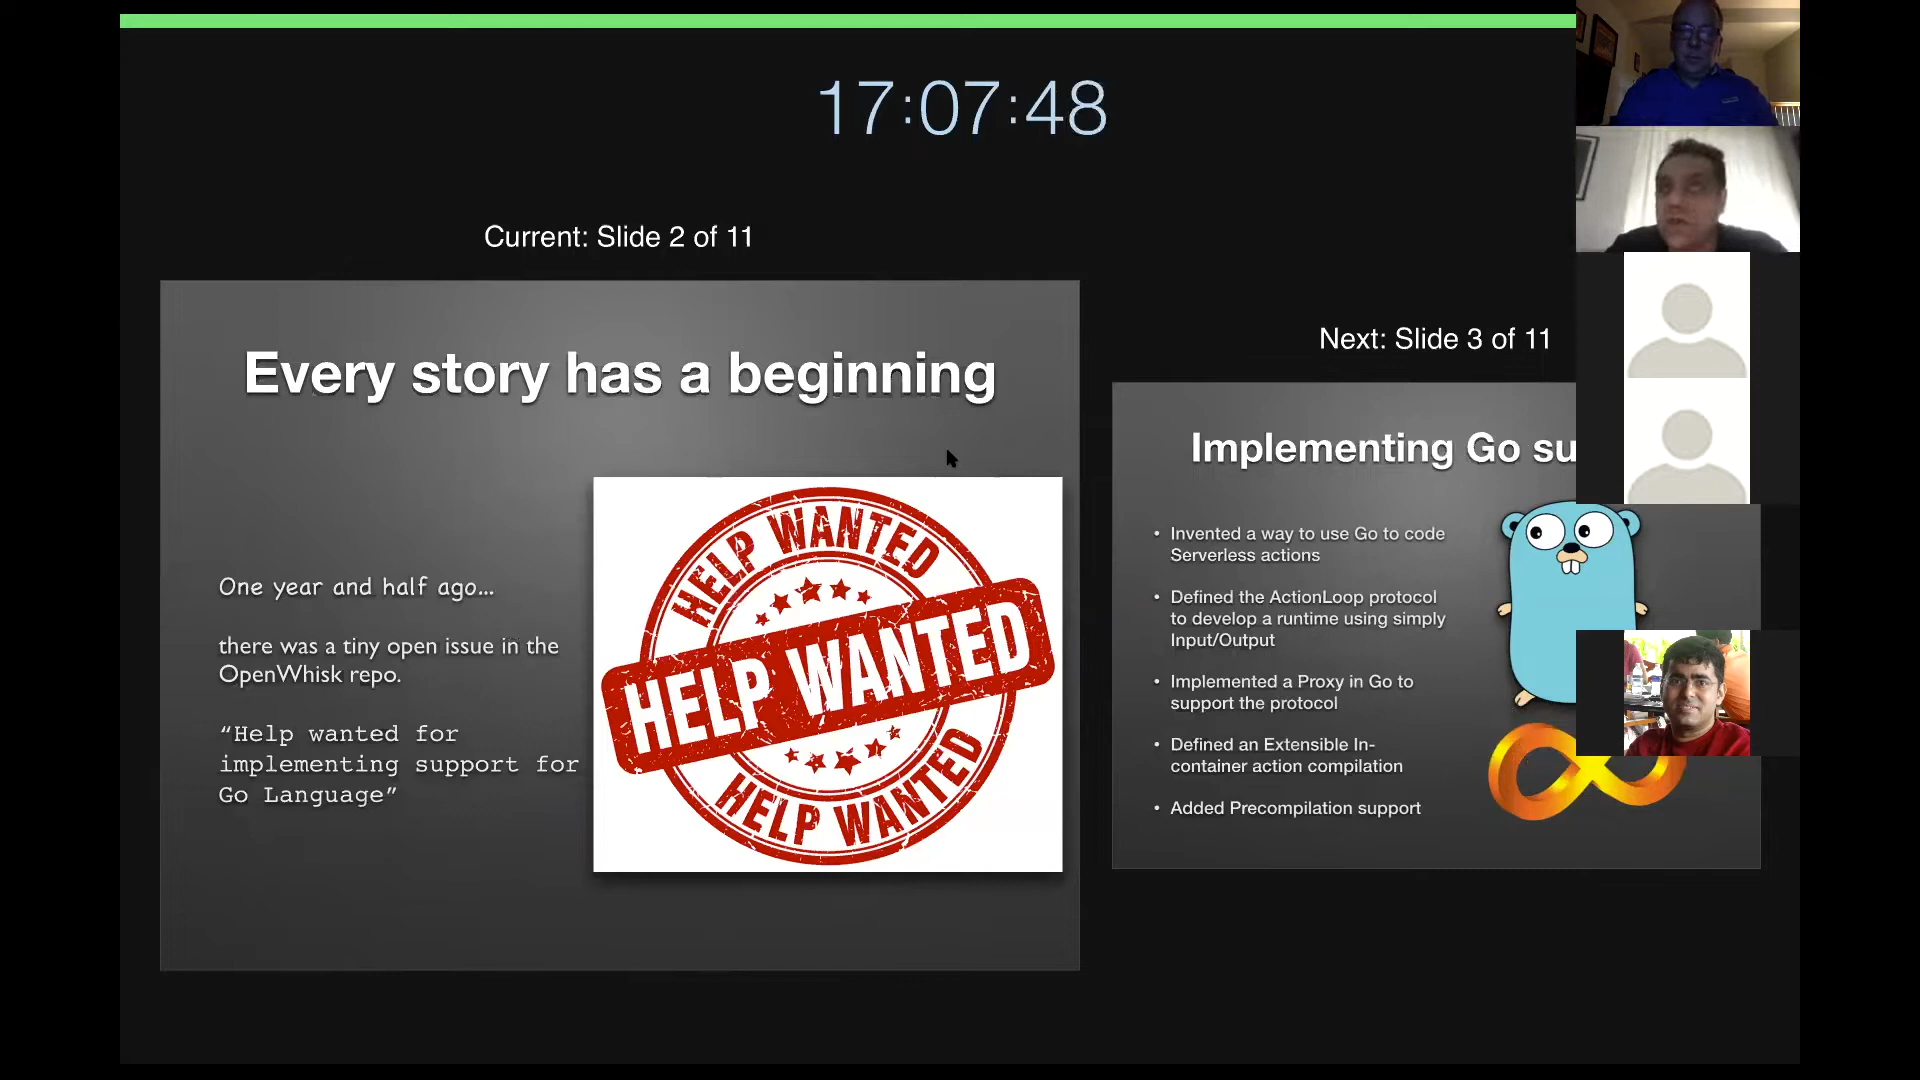 17:07:48
Current: Slide 2 of 11
Every story has a beginning
One year and half ago...
there was a tiny open issue in the
OpenWhisk repo.
“Help wanted for
implementing support for
Go Language”
HELP WANTED
HELP WANTED
HELP WANTED
Next: Slide 3 of 11
Implementing Go su
• Invented a way to use Go to code
Serverless actions
• Defined the ActionLoop protocol
to develop a runtime using simply
Input/Output
• Implemented a Proxy in Go to
support the protocol
• Defined an Extensible In-
container action compilation
• Added Precompilation support